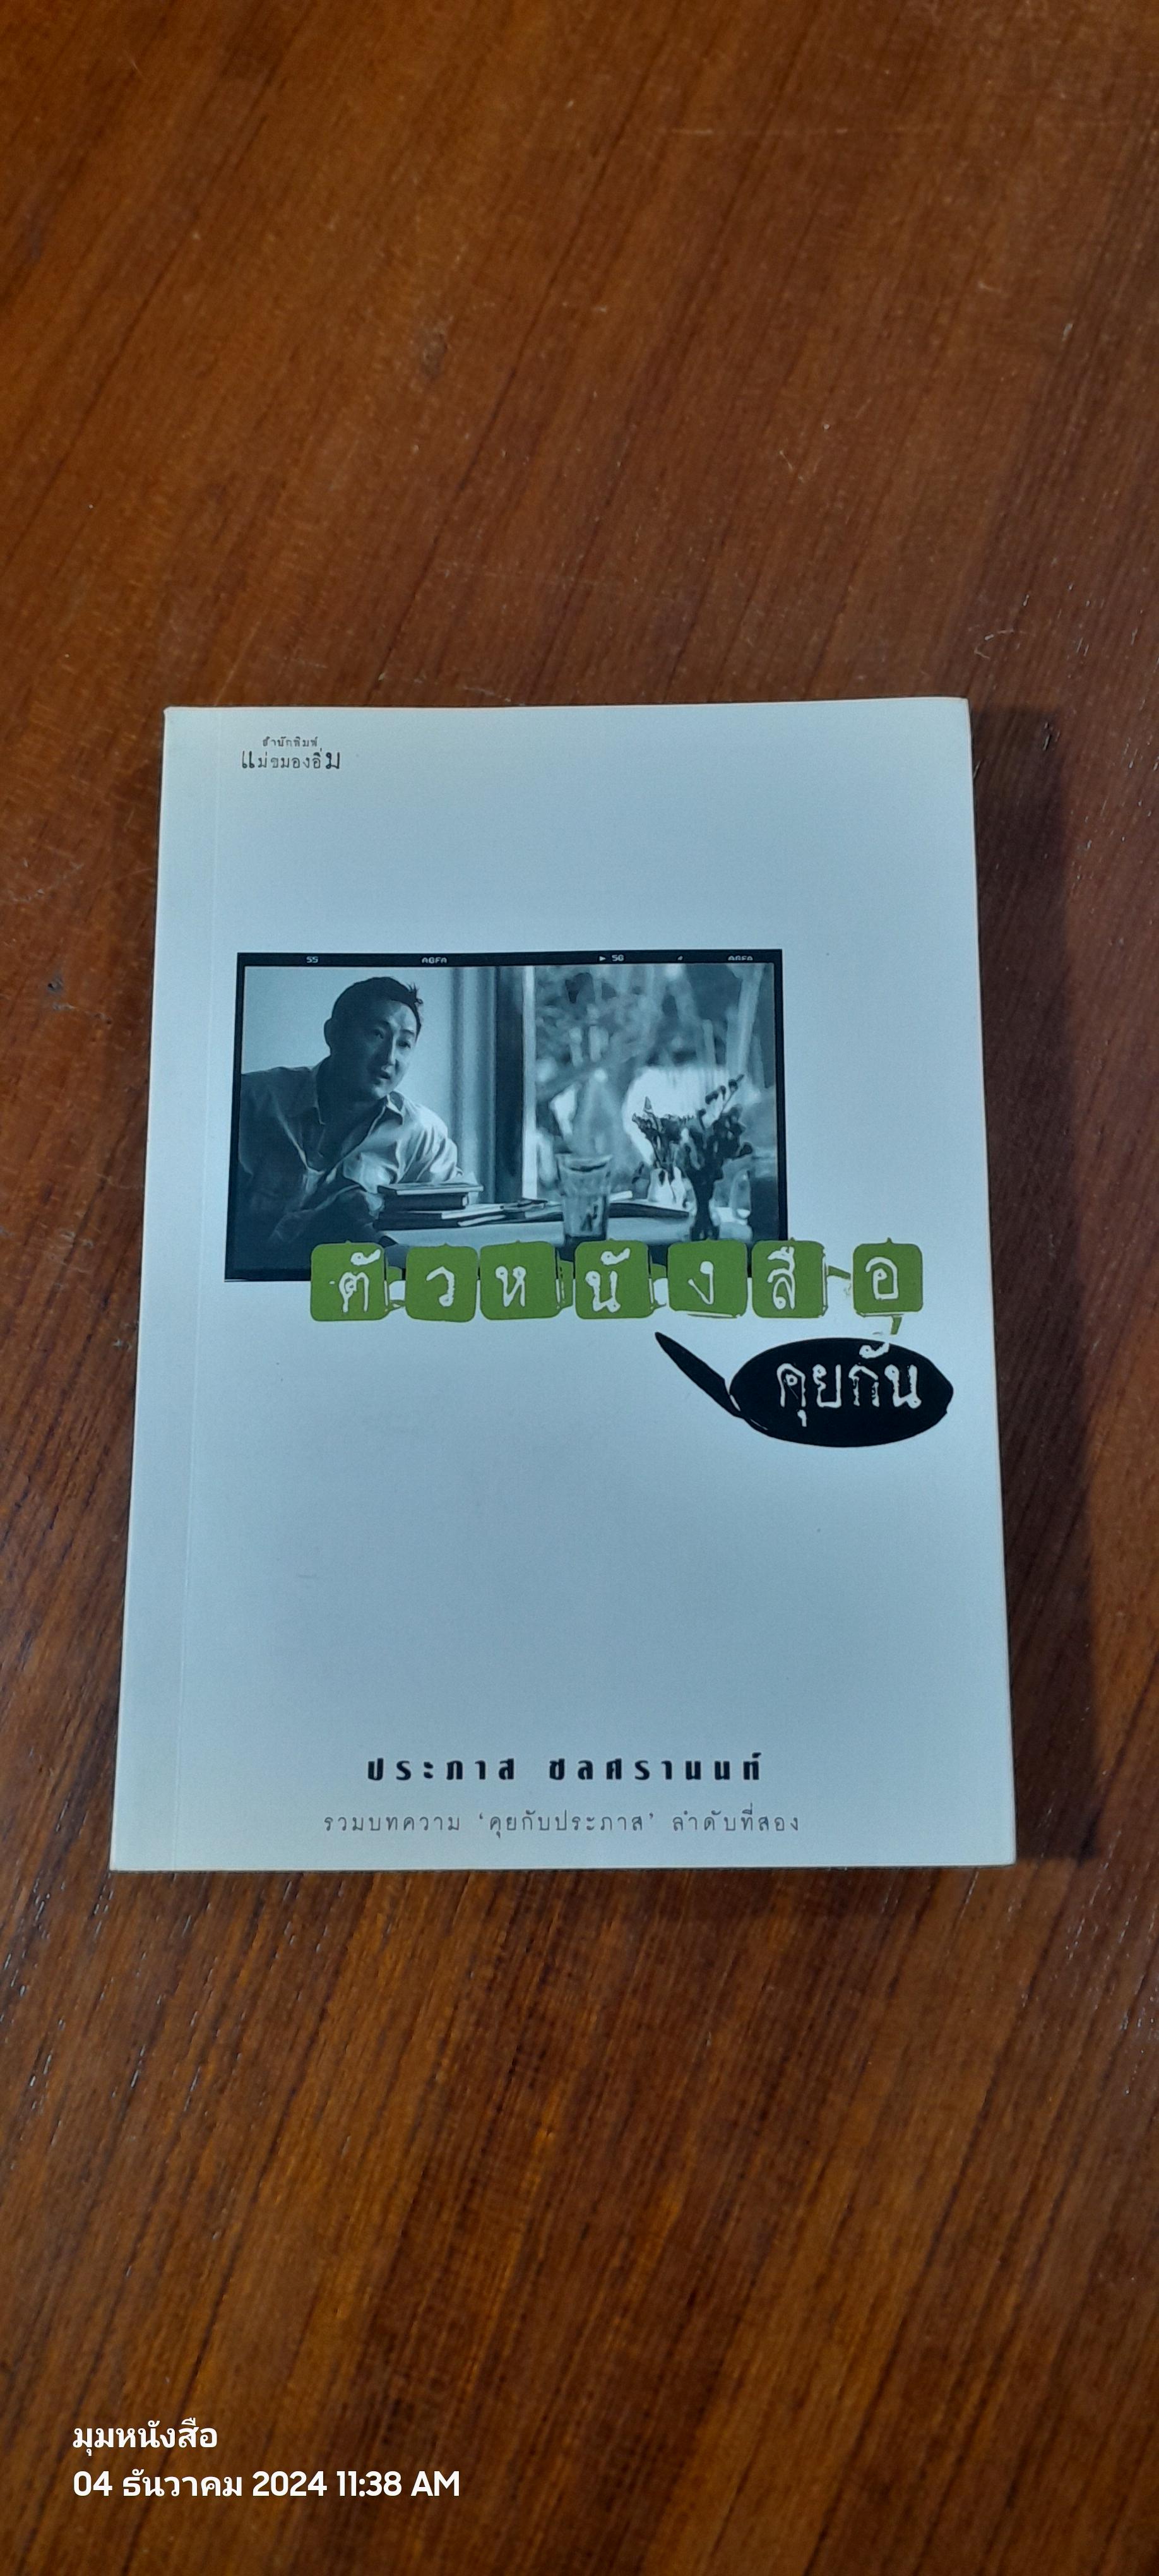 สำนักพิมพ์
แม่ขมองอิ่ม
55 AGFA ▸ 56 AGFA
ตัวหนังสือ
คุยกัน
ประภาส ชลศรานนท์
รวมบทความ ‘คุยกับประภาส’ ลำดับที่สอง
มุมหนังสือ
04 ธันวาคม 2024 11:38 AM